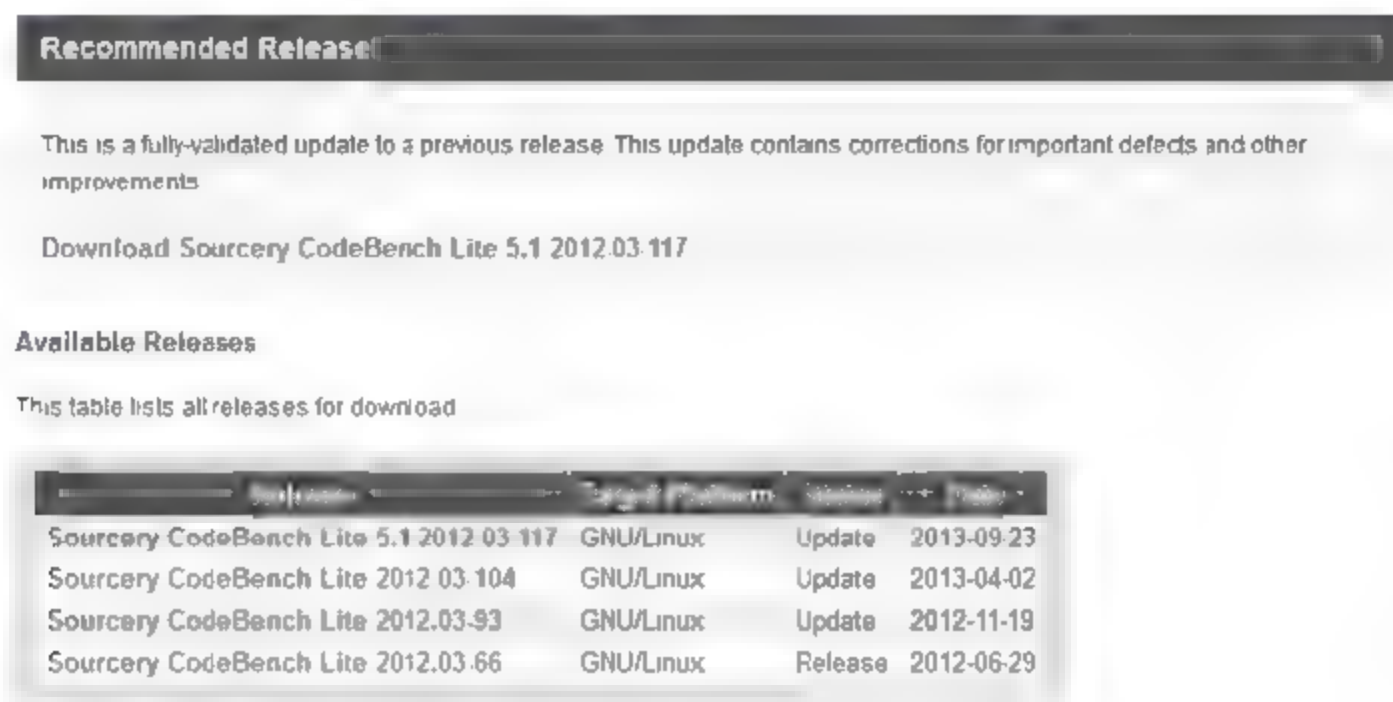 Recommended Release
This is a fully-validated update to a previous release. This update contains corrections for important defects and other
improvements
Download Sourcery CodeBench Lite 5.1 2012.03-117
Available Releases
This table lists all releases for download
Target Platform
Sourcery CodeBench Lite 5.1 2012.03-117 GNU/Linux Update 2013-09-23
Sourcery CodeBench Lite 2012.03-104 GNU/Linux Update 2013-04-02
Sourcery CodeBench Lite 2012.03-93 GNU/Linux Update 2012-11-19
Sourcery CodeBench Lite 2012.03-66 GNU/Linux Release 2012-06-29